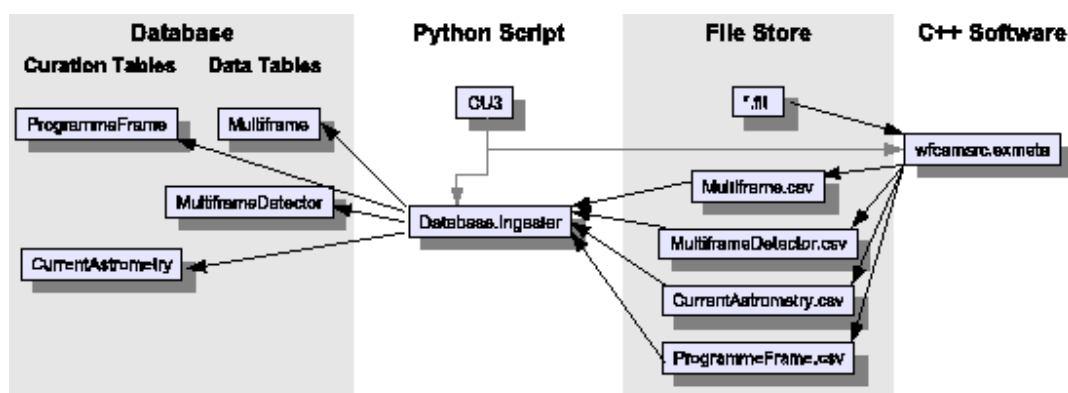 Database
Python Script
File Store
C++ Software
Curation Tables
Data Tables
CU3
*.fit
ProgrammeFrame
Multiframe
wfcamsrc.exmeta
Multiframe.csv
MultiframeDetector
Database.Ingester
MultiframeDetector.csv
CurrentAstrometry
CurrentAstrometry.csv
ProgrammeFrame.csv